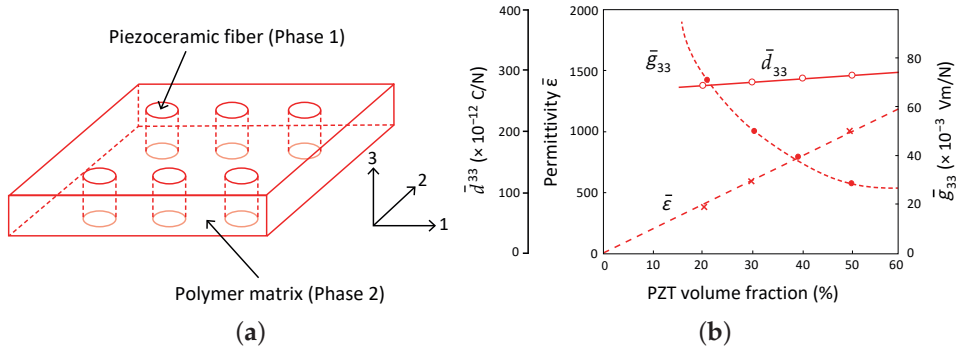 Piezoceramic fiber (Phase 1)
3
2
1
Polymer matrix (Phase 2)
(a)
d̄33 (× 10⁻¹² C/N)
400
300
200
100
0
Permittivity ε̄
2000
1500
1000
500
0
ḡ33
d̄33
ε̄
80
60
40
20
0
ḡ33 (× 10⁻³ Vm/N)
0 10 20 30 40 50 60
PZT volume fraction (%)
(b)